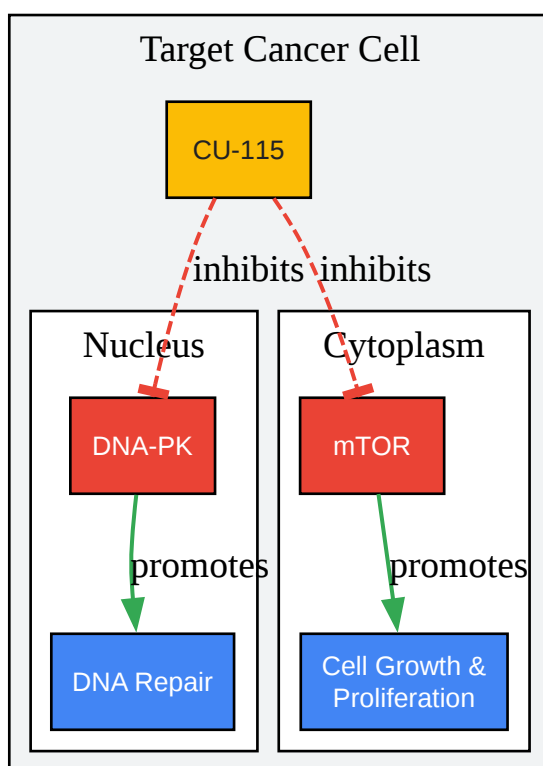 Target Cancer Cell
CU-115
inhibits inhibits
Nucleus
Cytoplasm
DNA-PK
mTOR
promotes
promotes
DNA Repair
Cell Growth &
Proliferation